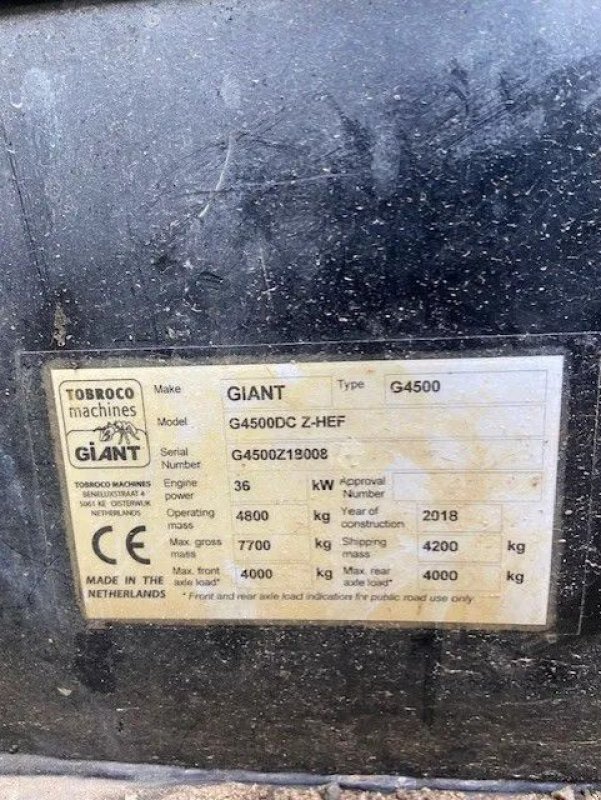 TOBROCO
machines
GiANT
TOBROCO MACHINES
BENELUXSTRAAT 4
5061 KE OISTERWIJK
NETHERLANDS
CE
MADE IN THE
NETHERLANDS
Make GIANT Type G4500
Model G4500DC Z-HEF
Serial Number G4500Z18008
Engine power 36 kW Approval Number
Operating mass 4800 kg Year of construction 2018
Max. gross mass 7700 kg Shipping mass 4200 kg
Max. front axle load* 4000 kg Max. rear axle load* 4000 kg
* Front and rear axle load indication for public road use only